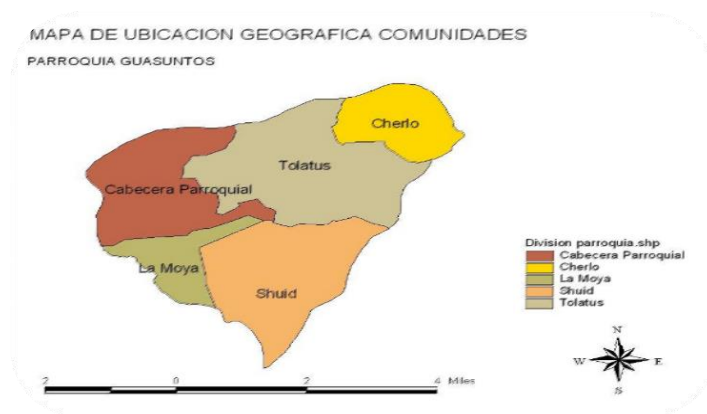 MAPA DE UBICACION GEOGRAFICA COMUNIDADES
PARROQUIA GUASUNTOS
Cherlo
Tolatus
Cabecera Parroquial
La Moya
Shuid
Division parroquia.shp
Cabecera Parroquial
Cherlo
La Moya
Shuid
Tolatus
N
W E
S
2 0 2 4 Miles